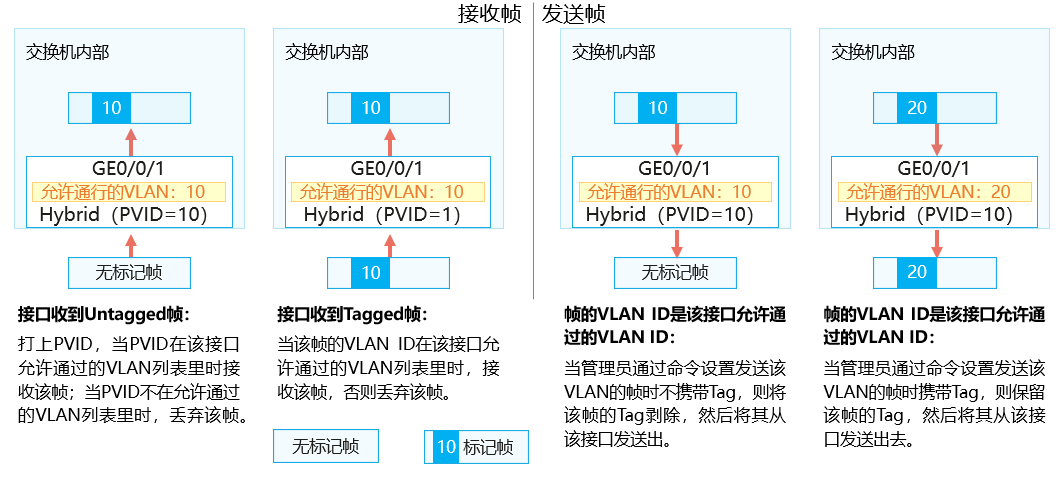 接收帧
发送帧
交换机内部
10
GE0/0/1
允许通行的VLAN：10
Hybrid（PVID=10）
无标记帧
接口收到Untagged帧：
打上PVID，当PVID在该接口
允许通过的VLAN列表里时接
收该帧；当PVID不在允许通过
的VLAN列表里时，丢弃该帧。
交换机内部
10
GE0/0/1
允许通行的VLAN：10
Hybrid（PVID=1）
10
接口收到Tagged帧：
当该帧的VLAN ID在该接口允
许通过的VLAN列表里时，接
收该帧，否则丢弃该帧。
交换机内部
10
GE0/0/1
允许通行的VLAN：10
Hybrid（PVID=10）
无标记帧
帧的VLAN ID是该接口允许通
过的VLAN ID：
当管理员通过命令设置发送该
VLAN的帧时不携带Tag，则将
该帧的Tag剥除，然后将其从
该接口发送出。
交换机内部
20
GE0/0/1
允许通行的VLAN：20
Hybrid（PVID=10）
20
帧的VLAN ID是该接口允许通
过的VLAN ID：
当管理员通过命令设置发送该
VLAN的帧时携带Tag，则保留
该帧的Tag，然后将其从该接
口发送出去。
无标记帧
10 标记帧